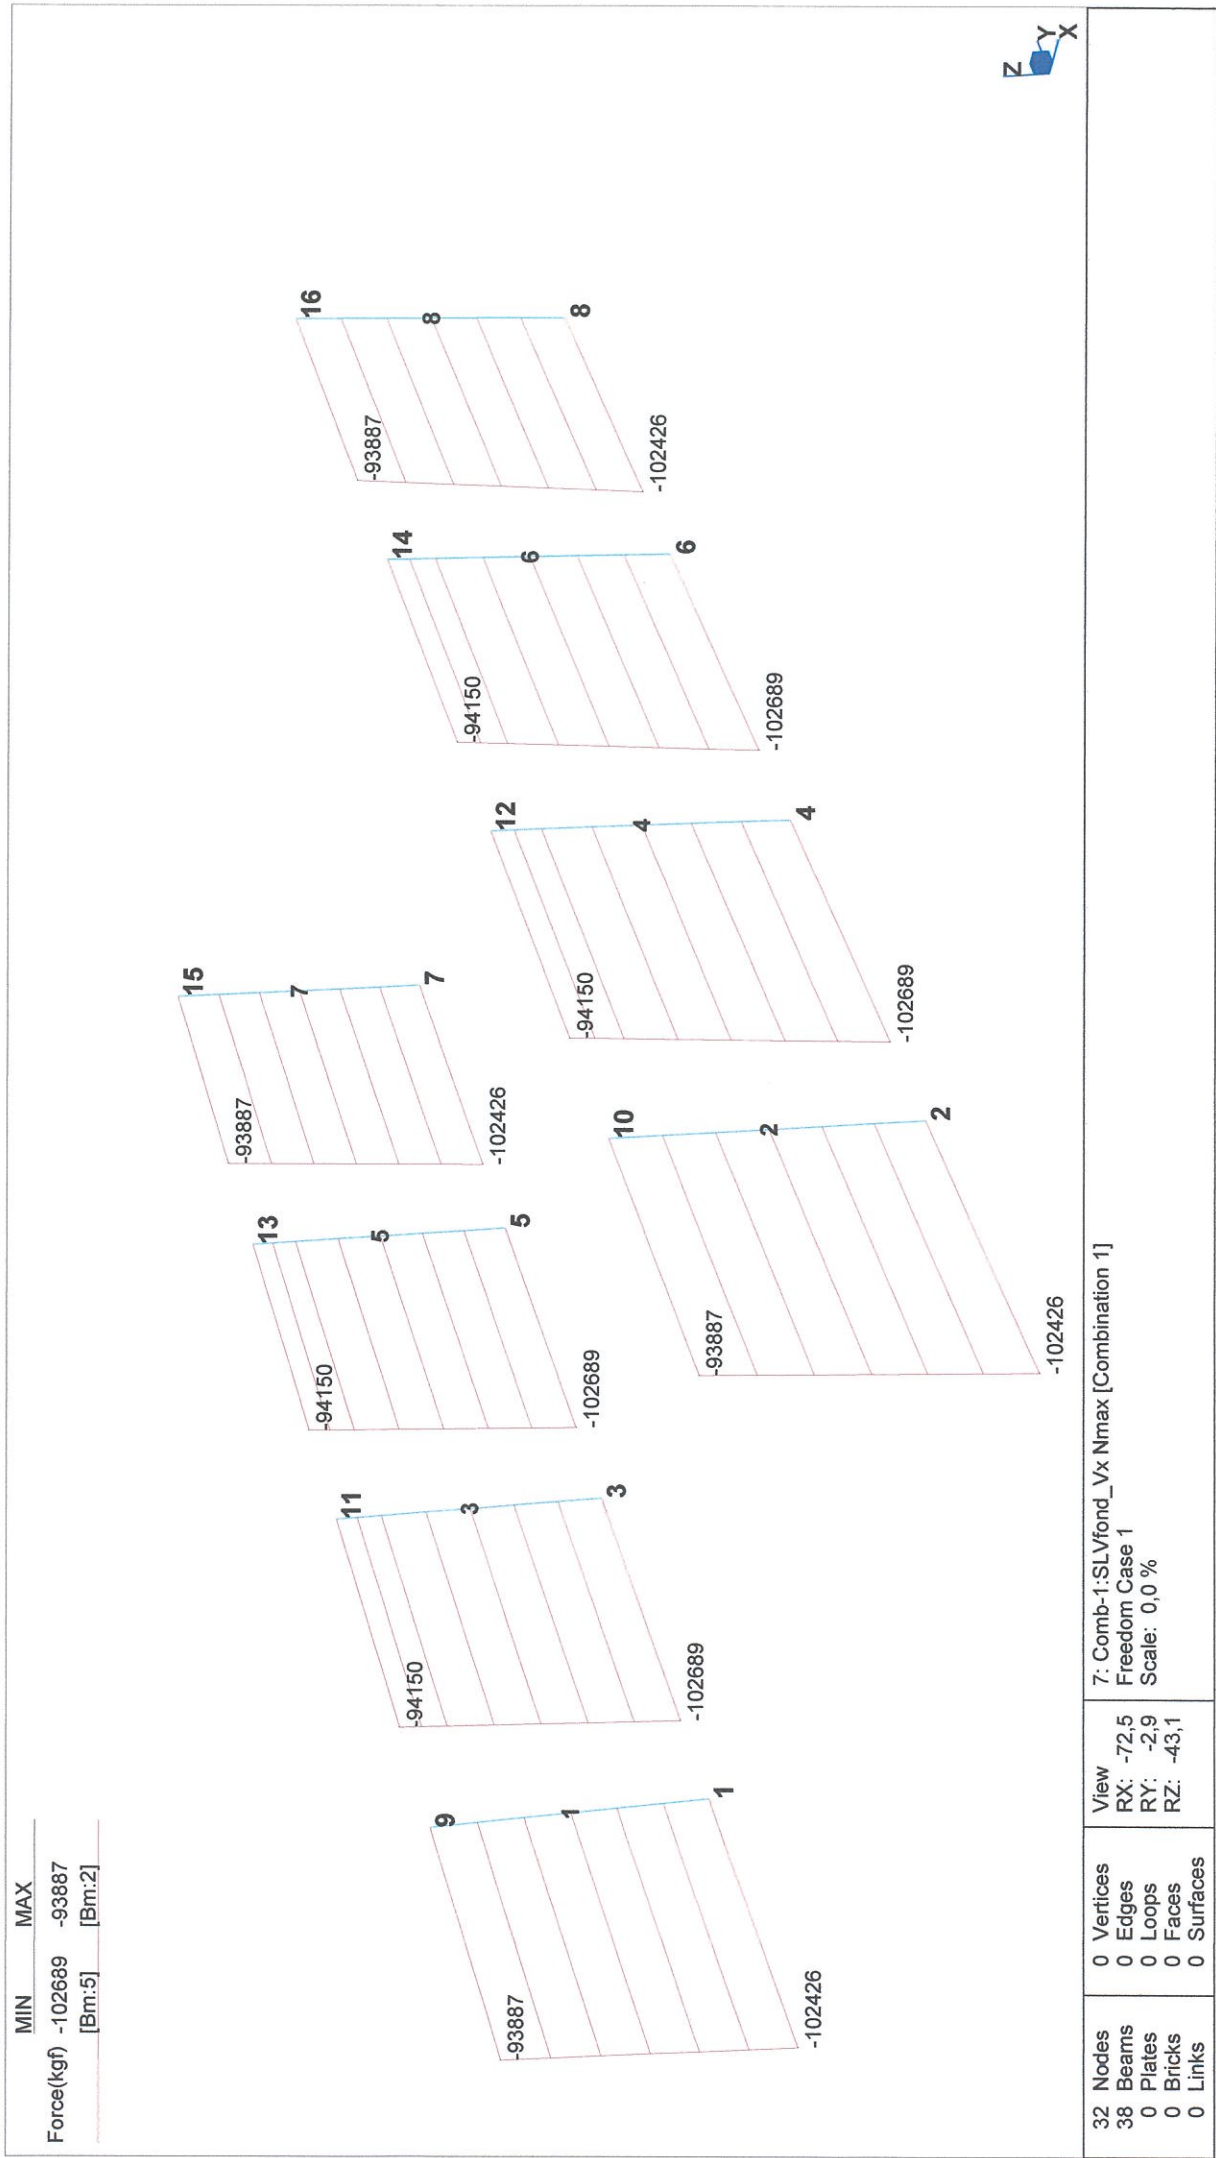 MIN MAX
Force(kgf) -102689 -93887
[Bm:5] [Bm:2]
Z
Y
X
16
8
-93887
8
-102426
14
6
-94150
6
-102689
12
4
-94150
4
-102689
15
7
-93887
7
-102426
10
2
-93887
2
-102426
13
5
-94150
5
-102689
11
3
-94150
3
-102689
9
1
-93887
1
-102426
32 Nodes
38 Beams
0 Plates
0 Bricks
0 Links
0 Vertices
0 Edges
0 Loops
0 Faces
0 Surfaces
View
RX: -72,5
RY: -2,9
RZ: -43,1
7: Comb-1:SLVfond_Vx Nmax [Combination 1]
Freedom Case 1
Scale: 0,0 %